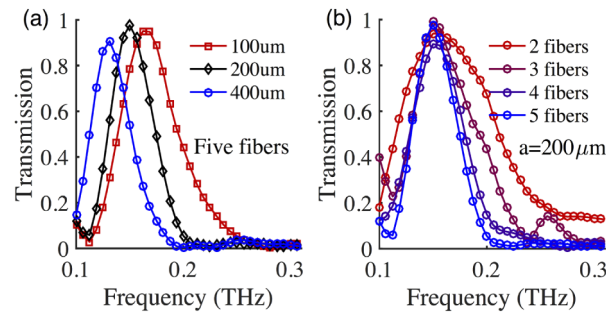 (a)
Transmission
1
0.8
0.6
0.4
0.2
0
0.1
0.2
0.3
Frequency (THz)
100um
200um
400um
Five fibers
(b)
Transmission
1
0.8
0.6
0.4
0.2
0
0.1
0.2
0.3
Frequency (THz)
2 fibers
3 fibers
4 fibers
5 fibers
a=200μm